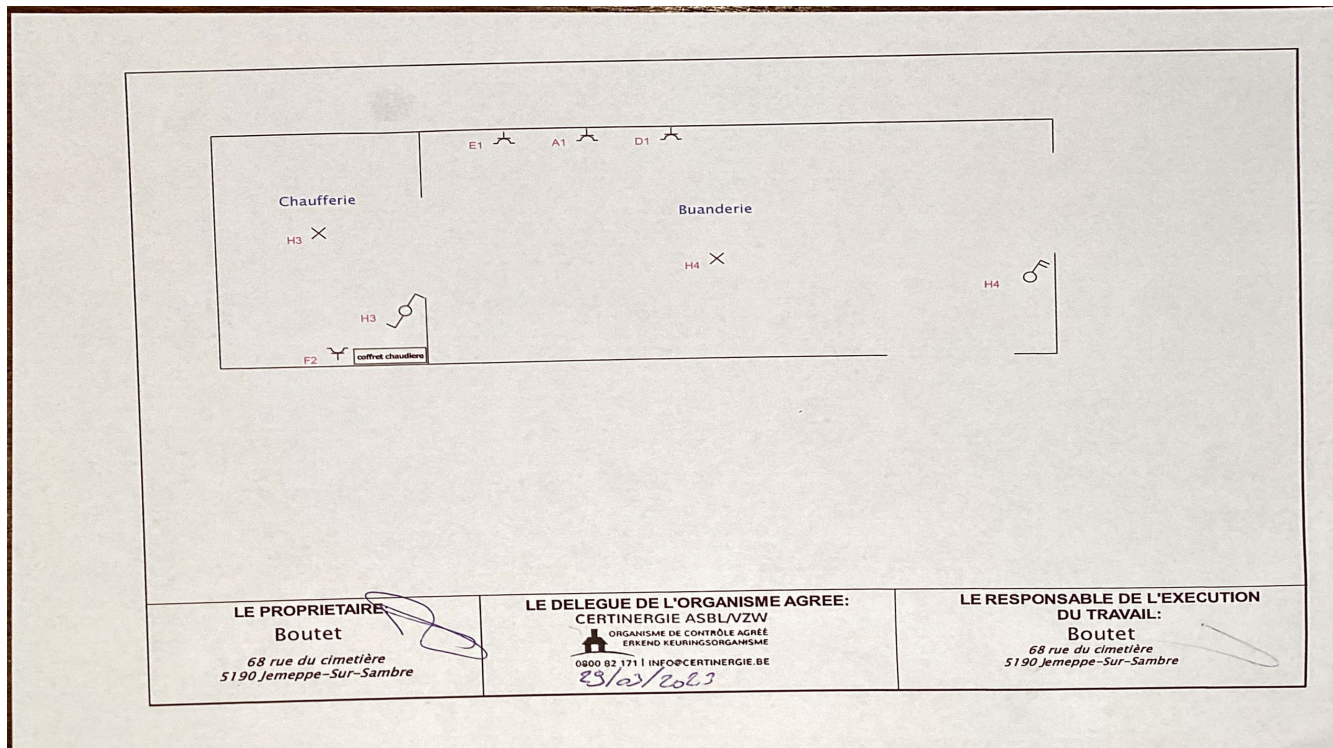 E1
A1
D1
Chaufferie
Buanderie
H3
H4
H4
H3
F2
coffret chaudiere
LE PROPRIETAIRE:
Boutet
68 rue du cimetière
5190 Jemeppe-Sur-Sambre
LE DELEGUE DE L'ORGANISME AGREE:
CERTINERGIE ASBL/VZW
ORGANISME DE CONTRÔLE AGRÉÉ
ERKEND KEURINGSORGANISME
0800 82 171 | INFO@CERTINERGIE.BE
29/03/2023
LE RESPONSABLE DE L'EXECUTION
DU TRAVAIL:
Boutet
68 rue du cimetière
5190 Jemeppe-Sur-Sambre